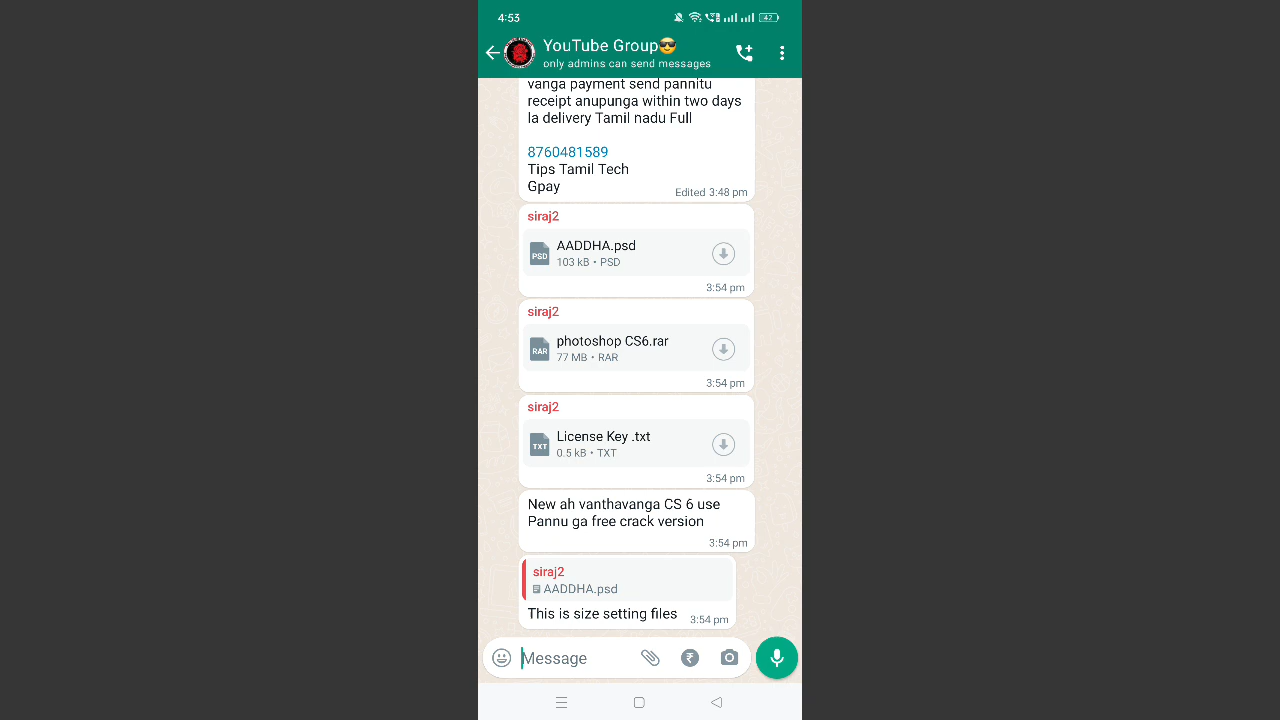 4:53
42
YouTube Group😎
only admins can send messages
vanga payment send pannitu
receipt anupunga within two days
la delivery Tamil nadu Full
8760481589
Tips Tamil Tech
Gpay
Edited 3:48 pm
siraj2
PSD
AADDHA.psd
103 kB • PSD
3:54 pm
siraj2
RAR
photoshop CS6.rar
77 MB • RAR
3:54 pm
siraj2
TXT
License Key .txt
0.5 kB • TXT
3:54 pm
New ah vanthavanga CS 6 use
Pannu ga free crack version
3:54 pm
siraj2
AADDHA.psd
This is size setting files
3:54 pm
Message